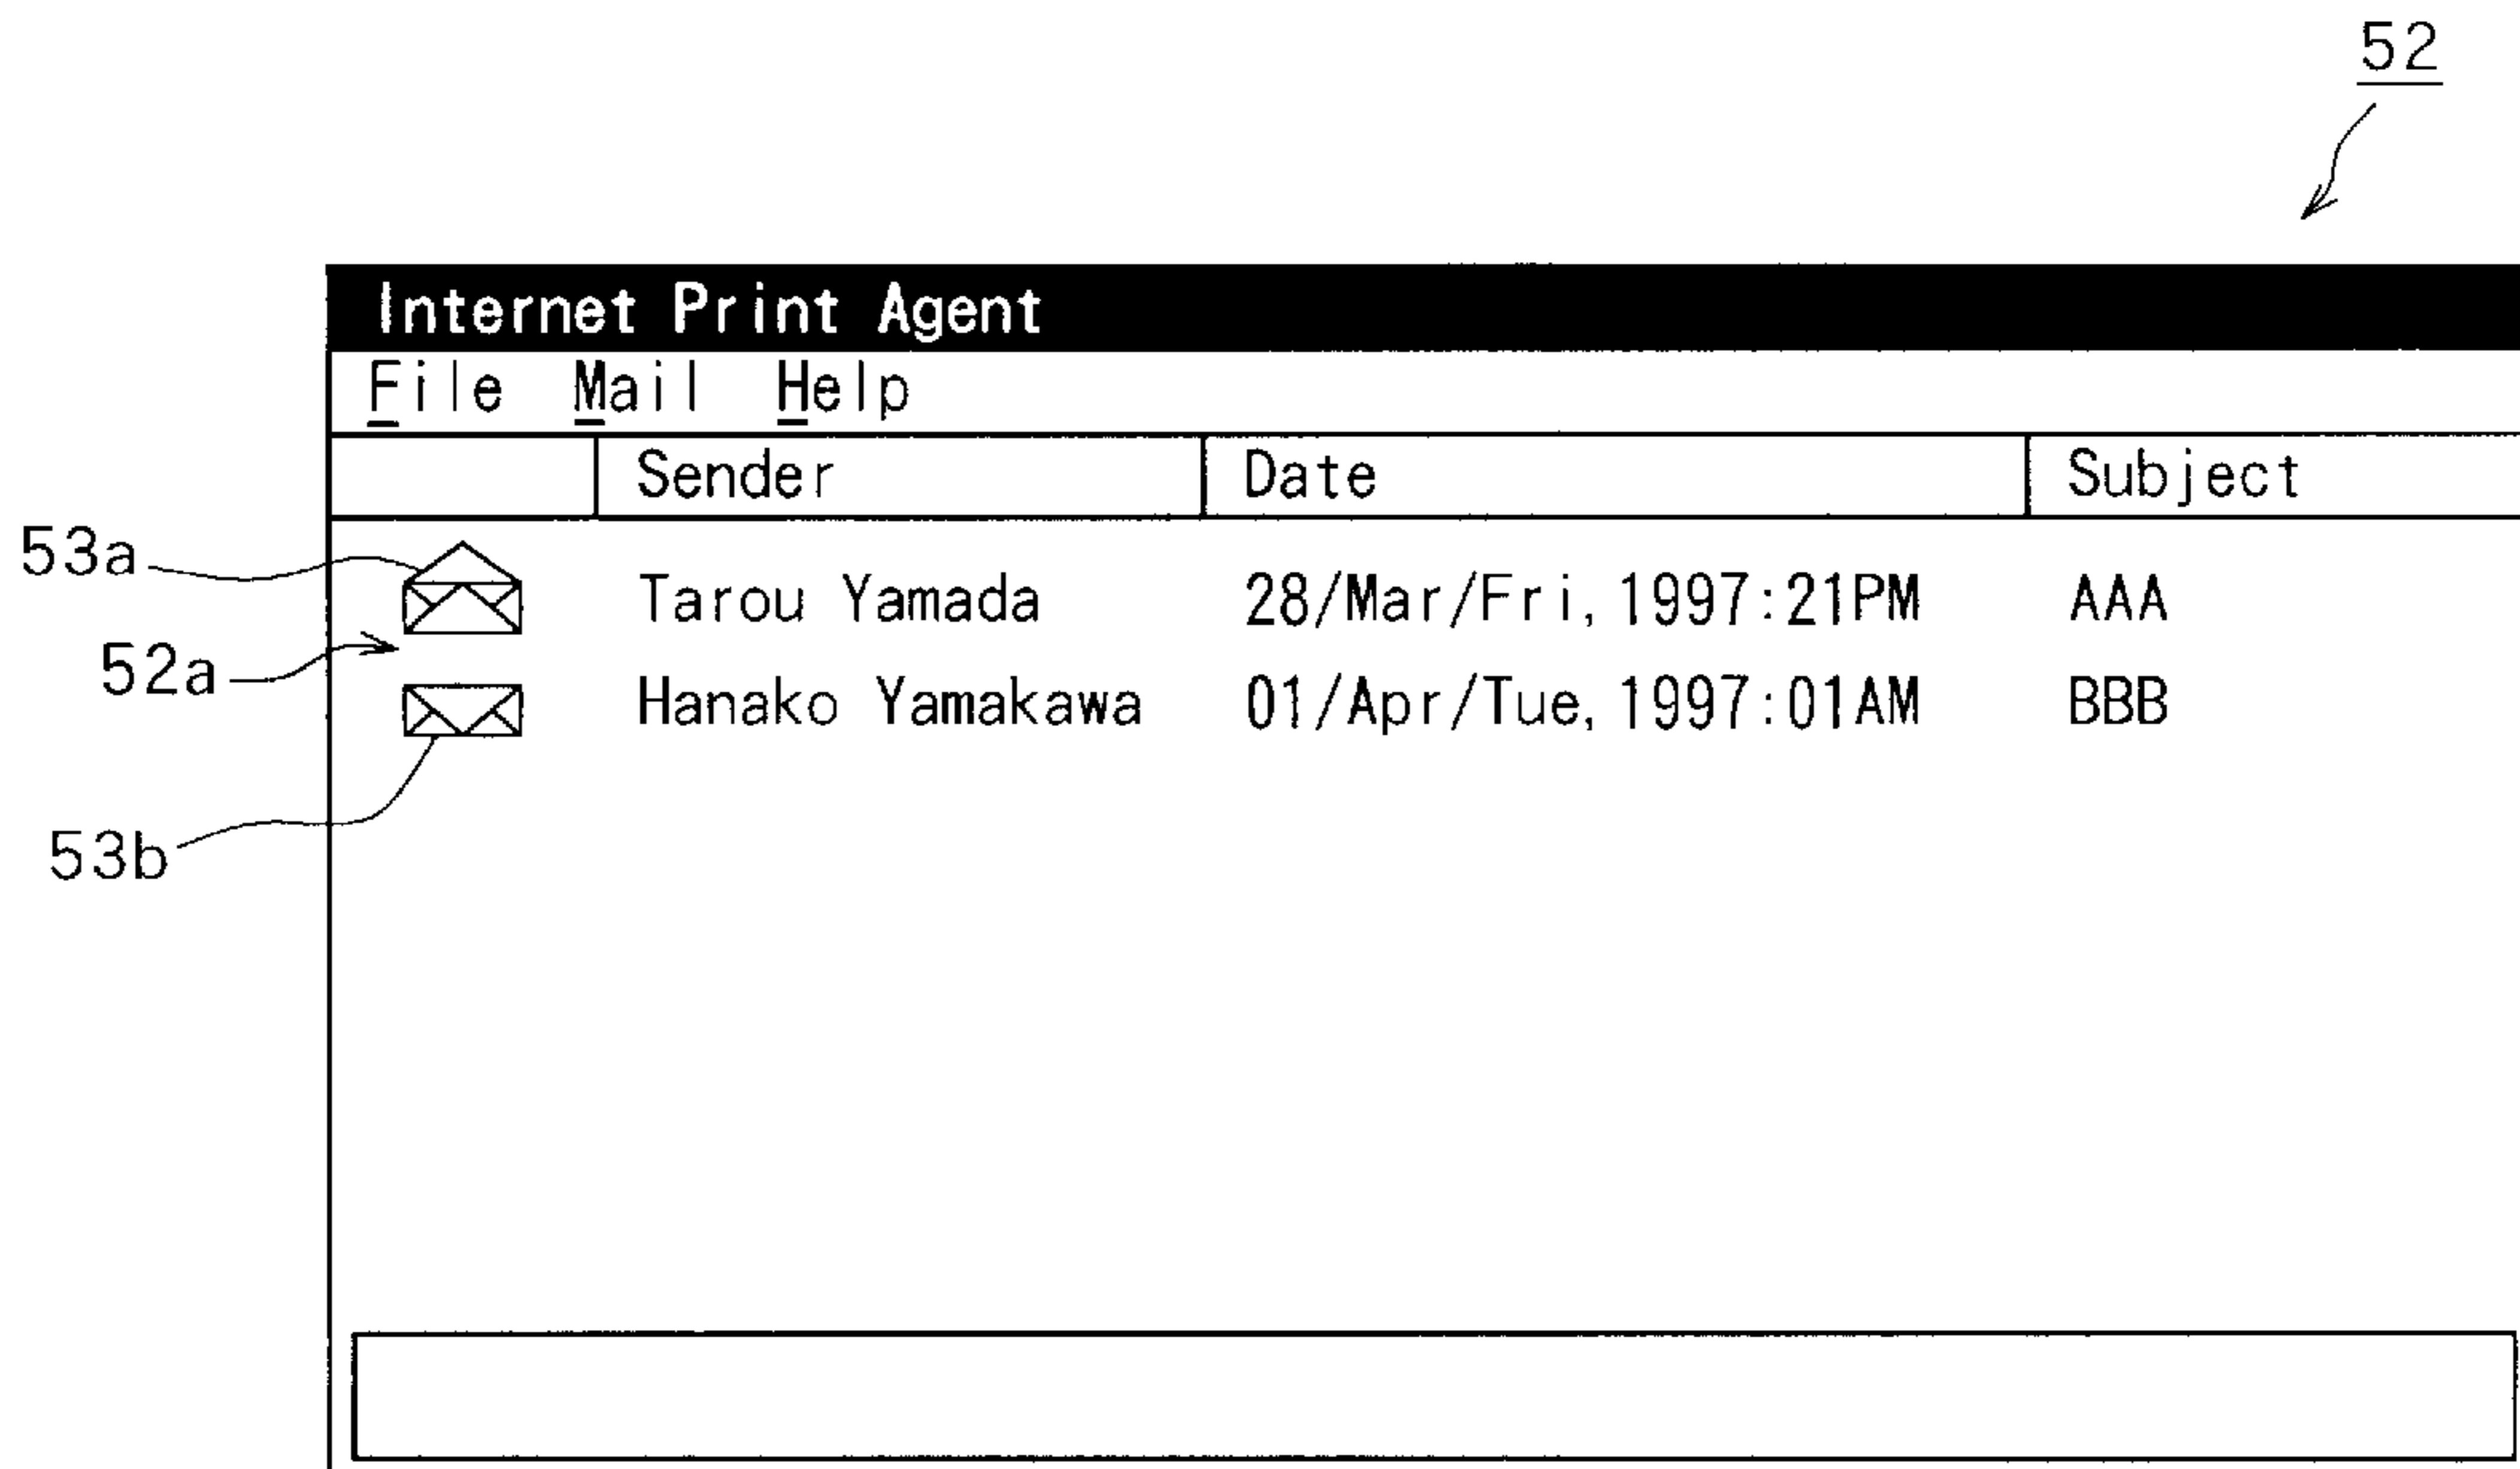 52
Internet Print Agent
File Mail Help
Sender Date Subject
53a
Tarou Yamada 28/Mar/Fri, 1997:21PM AAA
52a
Hanako Yamakawa 01/Apr/Tue, 1997:01AM BBB
53b